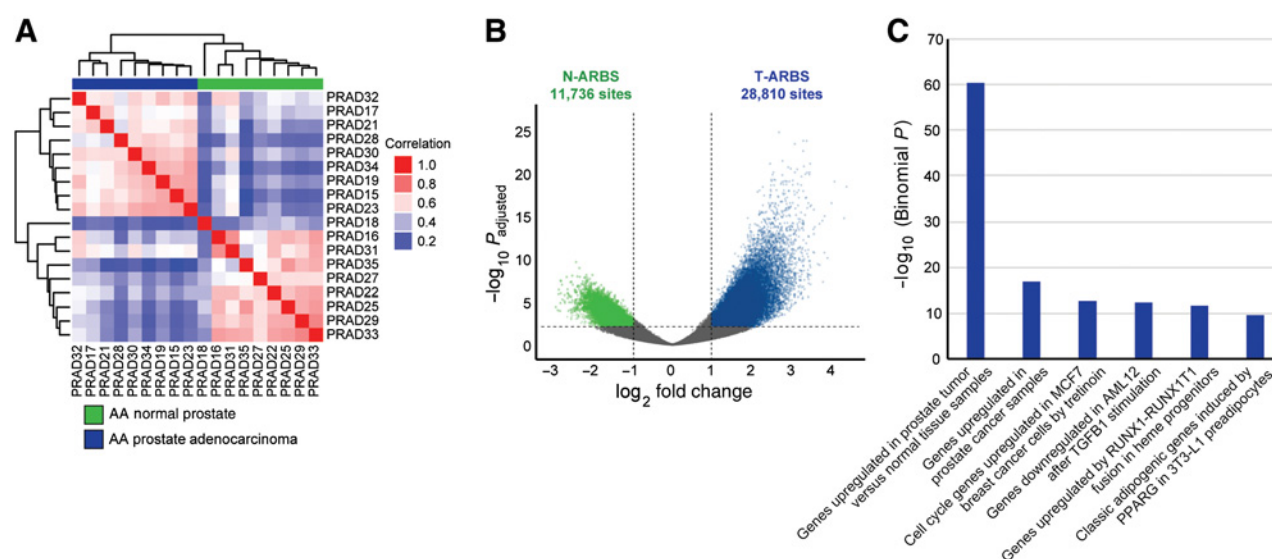 A
PRAD32
PRAD17
PRAD21
PRAD28
PRAD30
PRAD34
PRAD19
PRAD15
PRAD23
PRAD18
PRAD16
PRAD31
PRAD35
PRAD27
PRAD22
PRAD25
PRAD29
PRAD33
Correlation
1.0
0.8
0.6
0.4
0.2
PRAD32
PRAD17
PRAD21
PRAD28
PRAD30
PRAD34
PRAD19
PRAD15
PRAD23
PRAD18
PRAD16
PRAD31
PRAD35
PRAD27
PRAD22
PRAD25
PRAD29
PRAD33
AA normal prostate
AA prostate adenocarcinoma
B
N-ARBS
11,736 sites
T-ARBS
28,810 sites
−log10 Padjusted
25
20
15
10
5
0
−3 −2 −1 0 1 2 3 4
log2 fold change
C
-log10 (Binomial P)
70
60
50
40
30
20
10
0
Genes upregulated in prostate tumor
versus normal tissue samples
Genes upregulated in
prostate cancer samples
Cell cycle genes upregulated in MCF7
breast cancer cells by tretinoin
Genes downregulated in AML12
after TGFB1 stimulation
Genes upregulated by RUNX1-RUNX1T1
fusion in heme progenitors
Classic adipogenic genes induced by
PPARG in 3T3-L1 preadipocytes